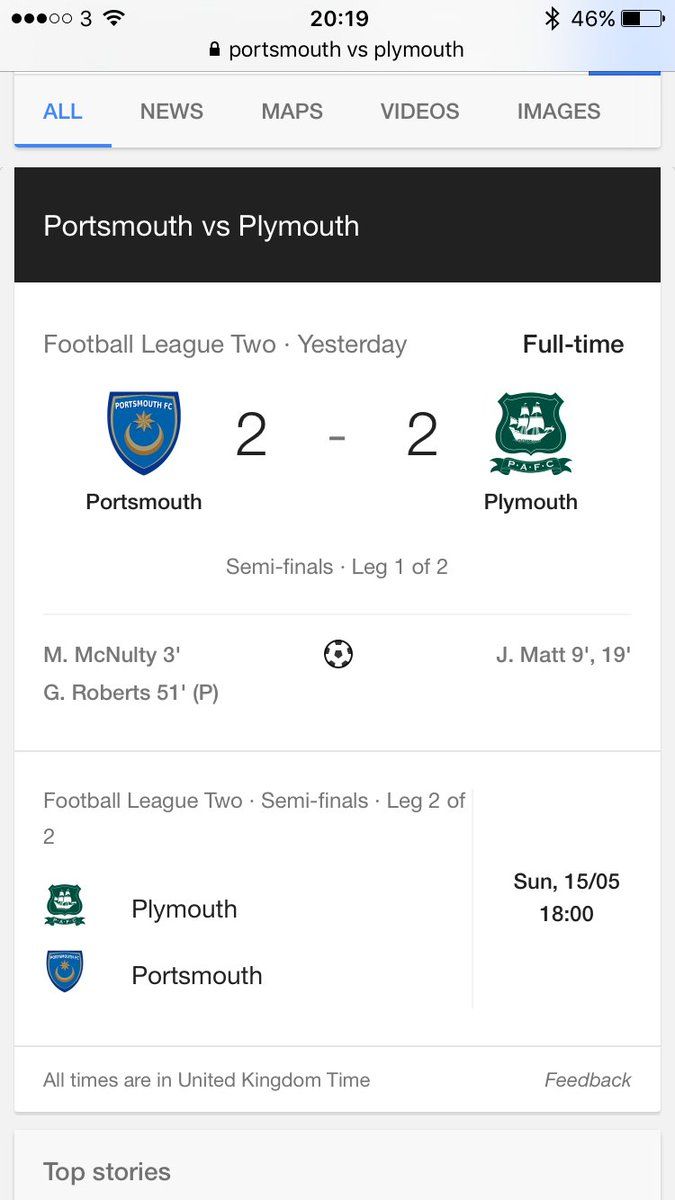 3 20:19 46%
portsmouth vs plymouth
ALL NEWS MAPS VIDEOS IMAGES
Portsmouth vs Plymouth
Football League Two · Yesterday Full-time
PORTSMOUTH FC
2 - 2
P.A.F.C
Portsmouth Plymouth
Semi-finals · Leg 1 of 2
M. McNulty 3' J. Matt 9', 19'
G. Roberts 51' (P)
Football League Two · Semi-finals · Leg 2 of
2
Sun, 15/05
18:00
P.A.F.C
Plymouth
PORTSMOUTH FC
Portsmouth
All times are in United Kingdom Time Feedback
Top stories